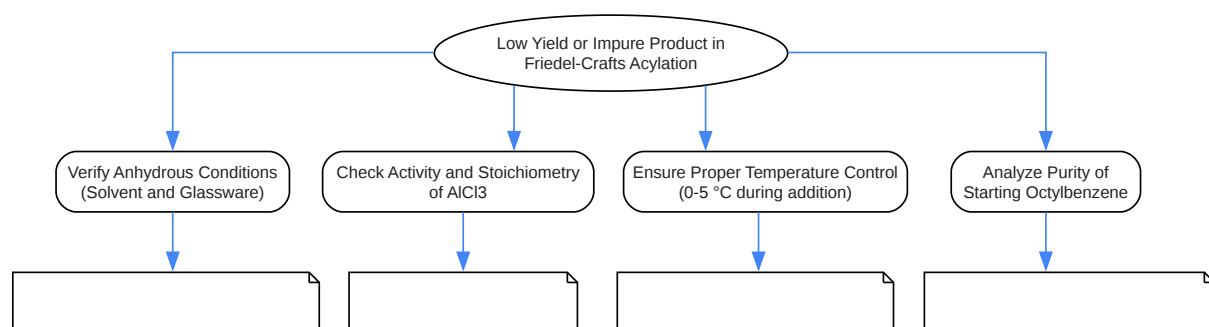 Low Yield or Impure Product in
Friedel-Crafts Acylation
Verify Anhydrous Conditions
(Solvent and Glassware)
Check Activity and Stoichiometry
of AlCl3
Ensure Proper Temperature Control
(0-5 °C during addition)
Analyze Purity of
Starting Octylbenzene